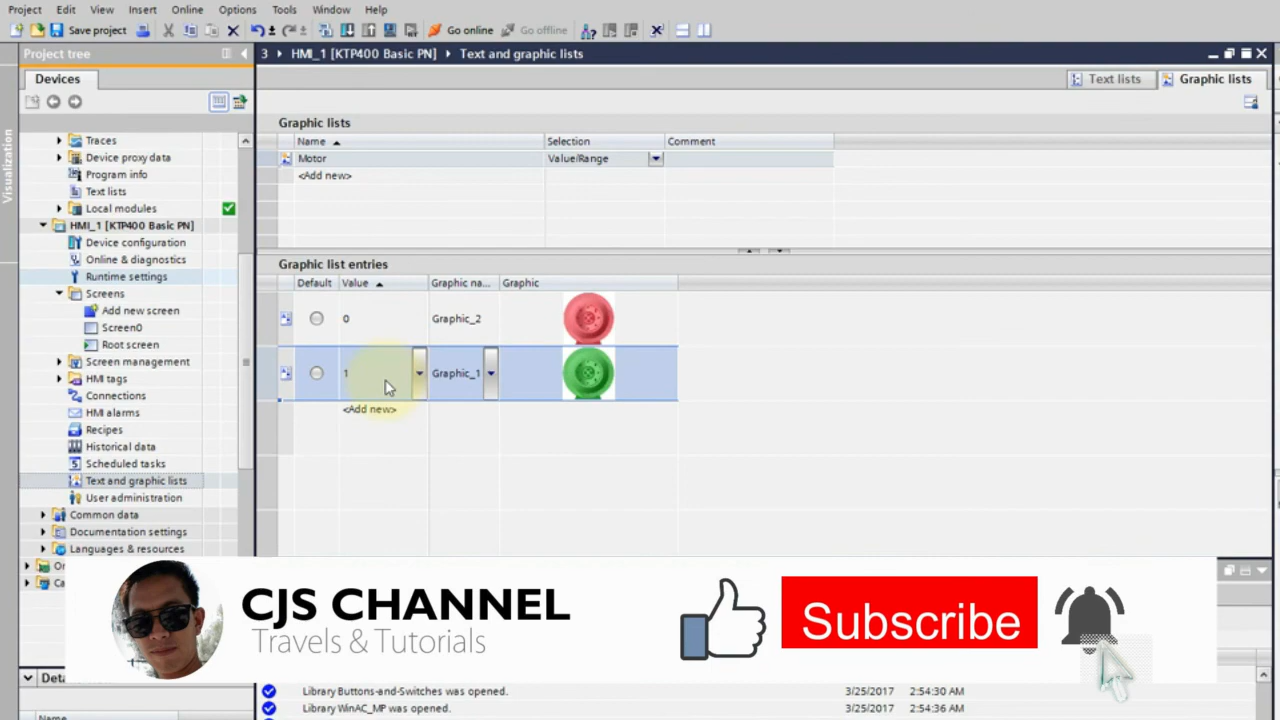 Project Edit View Insert Online Options Tools Window Help
Save project Go online Go offline
Project tree
3 HMI_1 [KTP400 Basic PN] Text and graphic lists
Devices
Text lists Graphic lists
Visualization
Traces
Device proxy data
Program info
Text lists
Local modules
HMI_1 [KTP400 Basic PN]
Device configuration
Online & diagnostics
Runtime settings
Screens
Add new screen
Screen0
Root screen
Screen management
HMI tags
Connections
HMI alarms
Recipes
Historical data
Scheduled tasks
Text and graphic lists
User administration
Common data
Documentation settings
Languages & resources
Graphic lists
Name Selection Comment
Motor Value/Range
<Add new>
Graphic list entries
Default Value Graphic na... Graphic
0 Graphic_2
1 Graphic_1
<Add new>
CJS CHANNEL
Travels & Tutorials
Subscribe
Name
Library Buttons-and-Switches was opened. 3/25/2017 2:54:30 AM
Library WinAC_MP was opened. 3/25/2017 2:54:36 AM